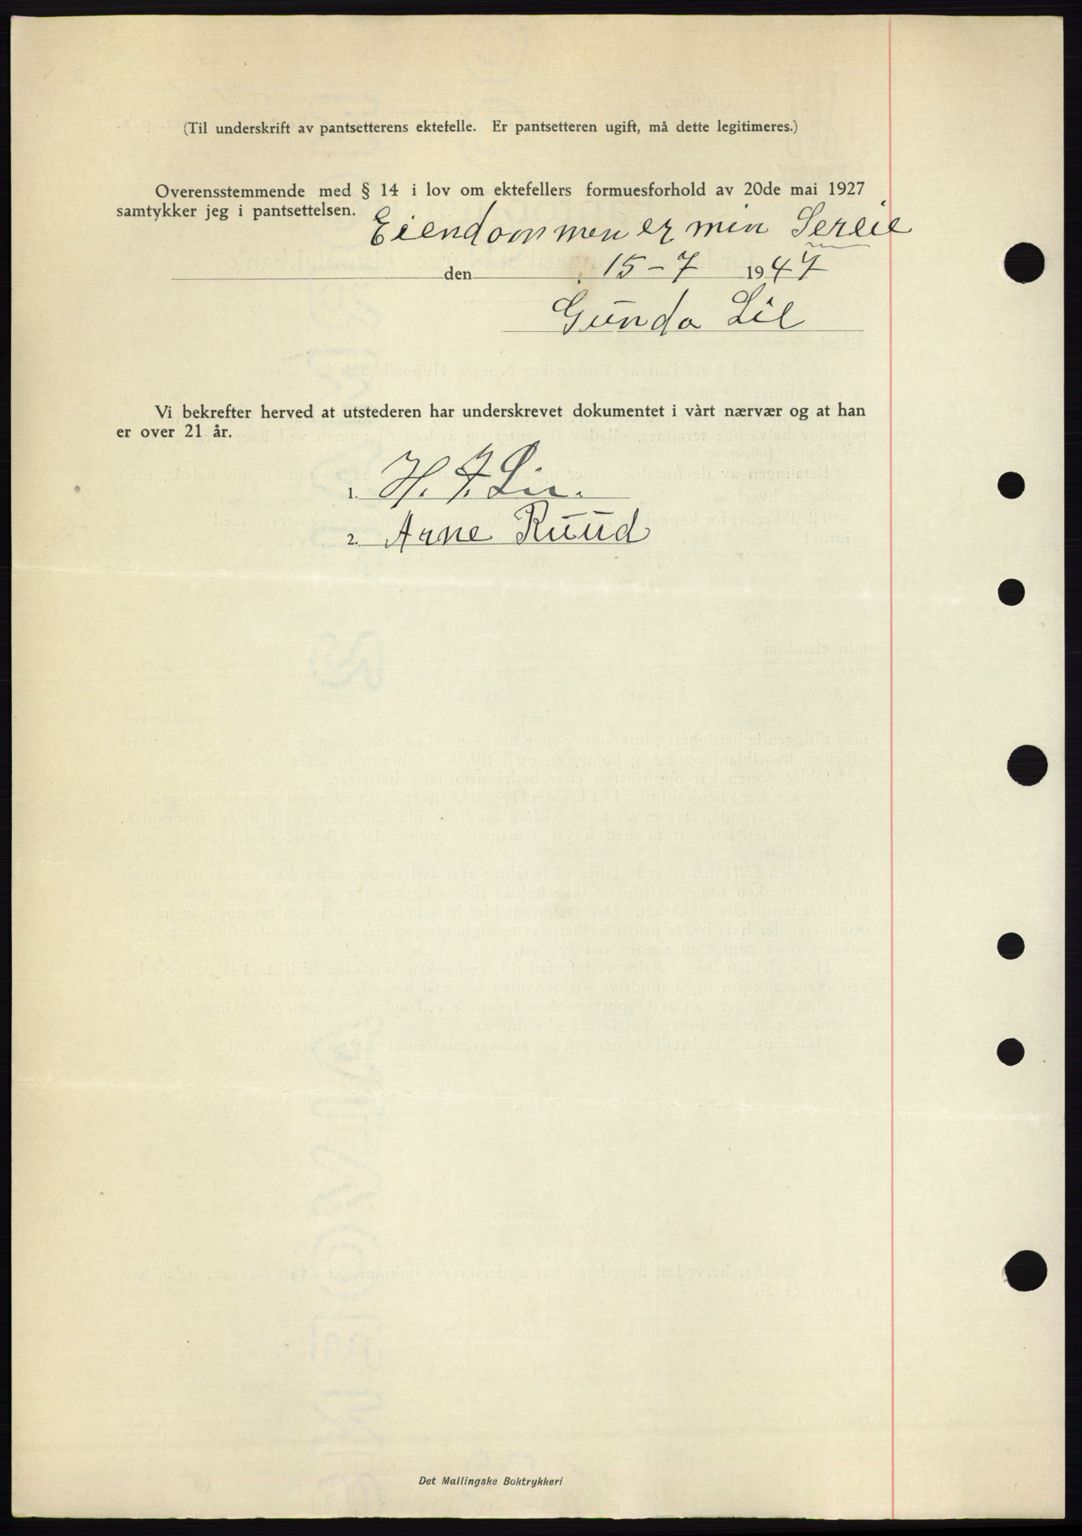 (Til underskrift av pantsetterens ektefelle. Er pantsetteren ugift, må dette legitimeres.)
Overensstemmende med § 14 i lov om ektefellers formuesforhold av 20de mai 1927
samtykker jeg i pantsettelsen. Eiendommen er min Sereie
den 15-7 1947
Gunda Lie
Vi bekrefter herved at utstederen har underskrevet dokumentet i vårt nærvær og at han
er over 21 år.
1. H. J. Lie.
2. Arne Ruud
Det Mallingske Boktrykkeri